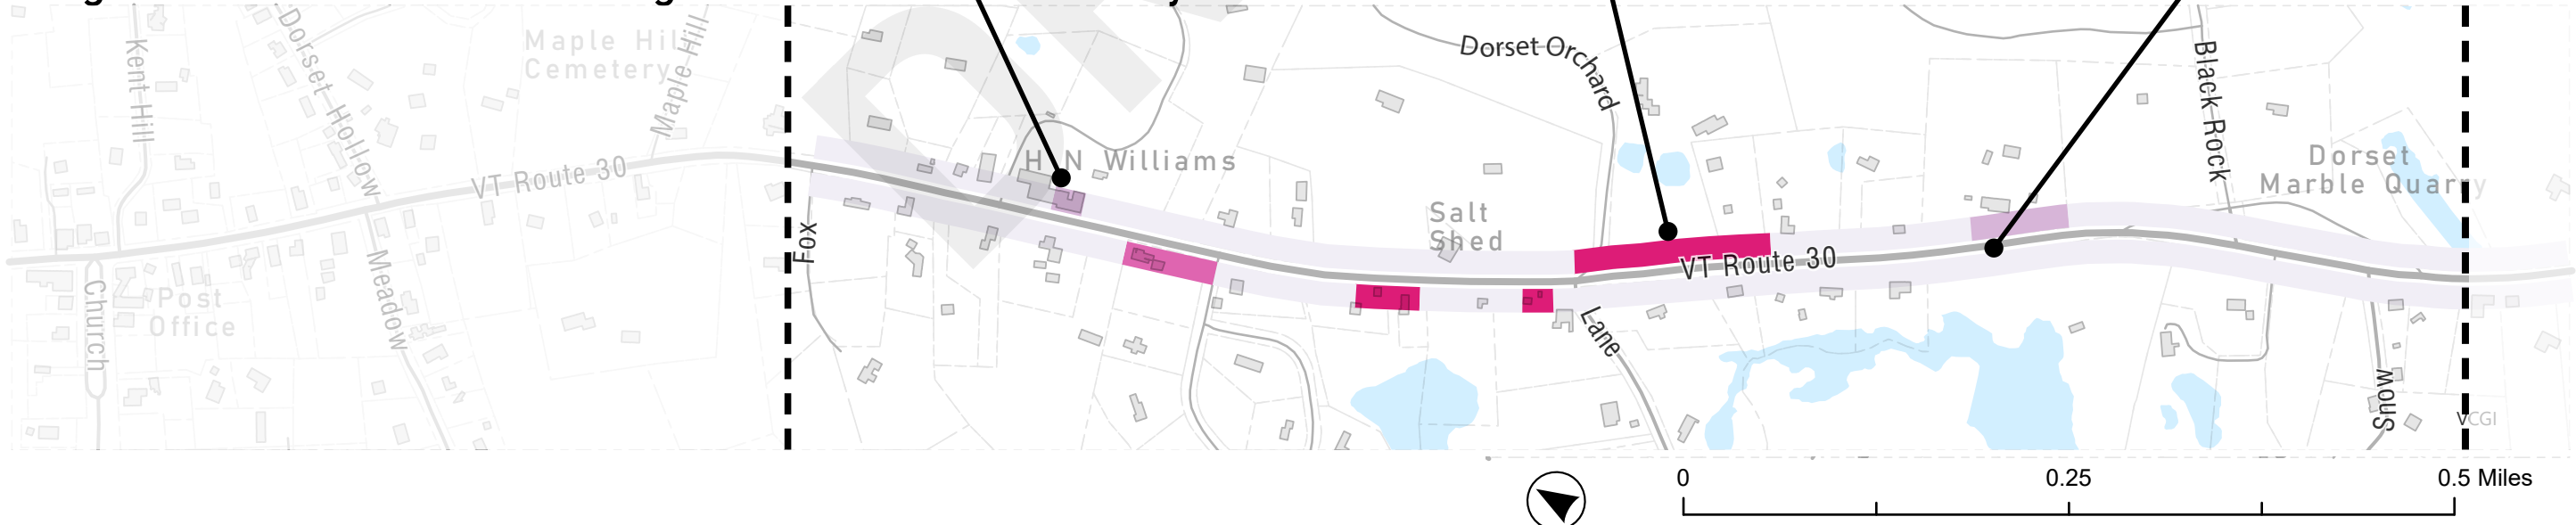 Kent Hill
Dorset Hollow
Maple Hill
Cemetery
Maple Hill
VT Route 30
Church
Post
Office
Meadow
Fox
H N Williams
Salt
Shed
Dorset Orchard
Lane
VT Route 30
Black Rock
Dorset
Marble Quarry
Snow
VCGI
0
0.25
0.5 Miles